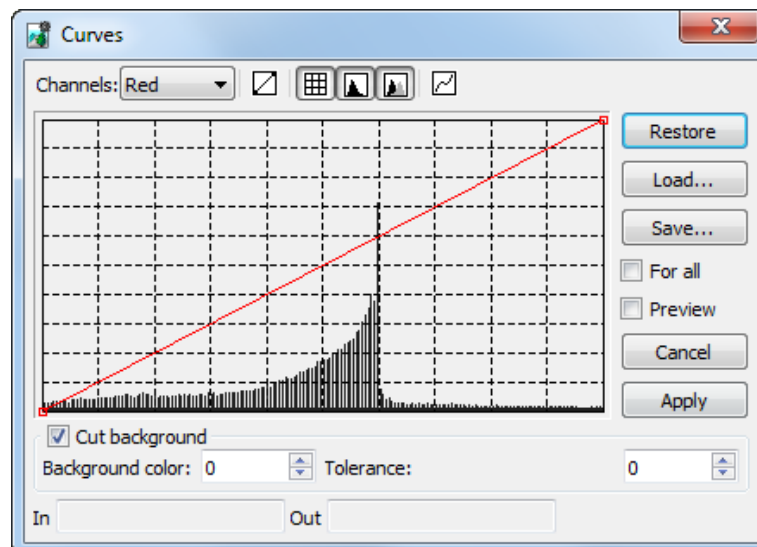 Curves
Channels: Red
Restore
Load...
Save...
For all
Preview
Cancel
Apply
Cut background
Background color: 0 Tolerance: 0
In Out